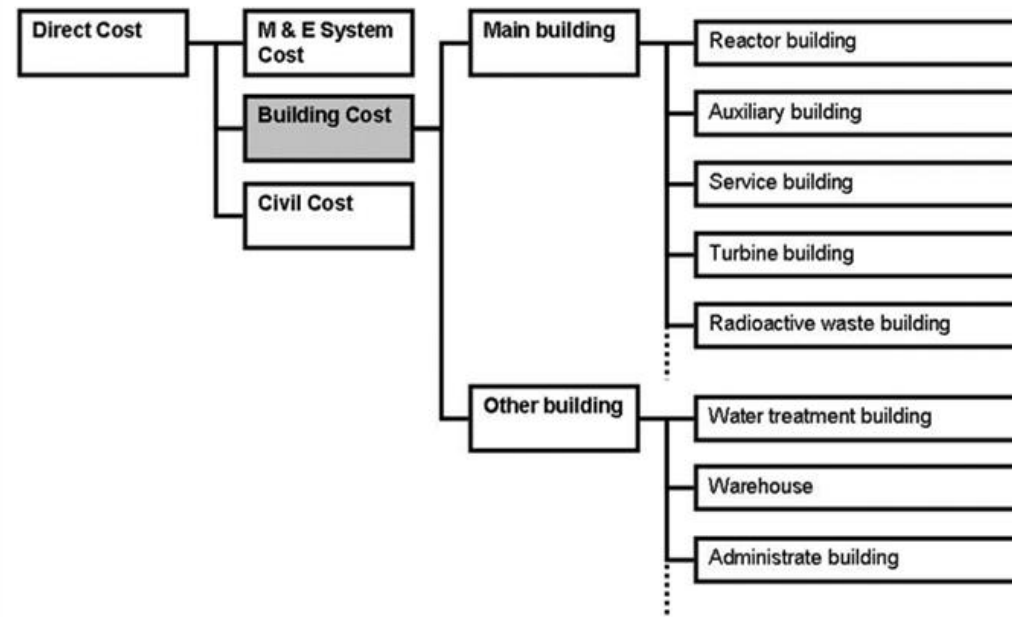 Direct Cost
M & E System
Cost
Building Cost
Civil Cost
Main building
Other building
Reactor building
Auxiliary building
Service building
Turbine building
Radioactive waste building
Water treatment building
Warehouse
Administrate building